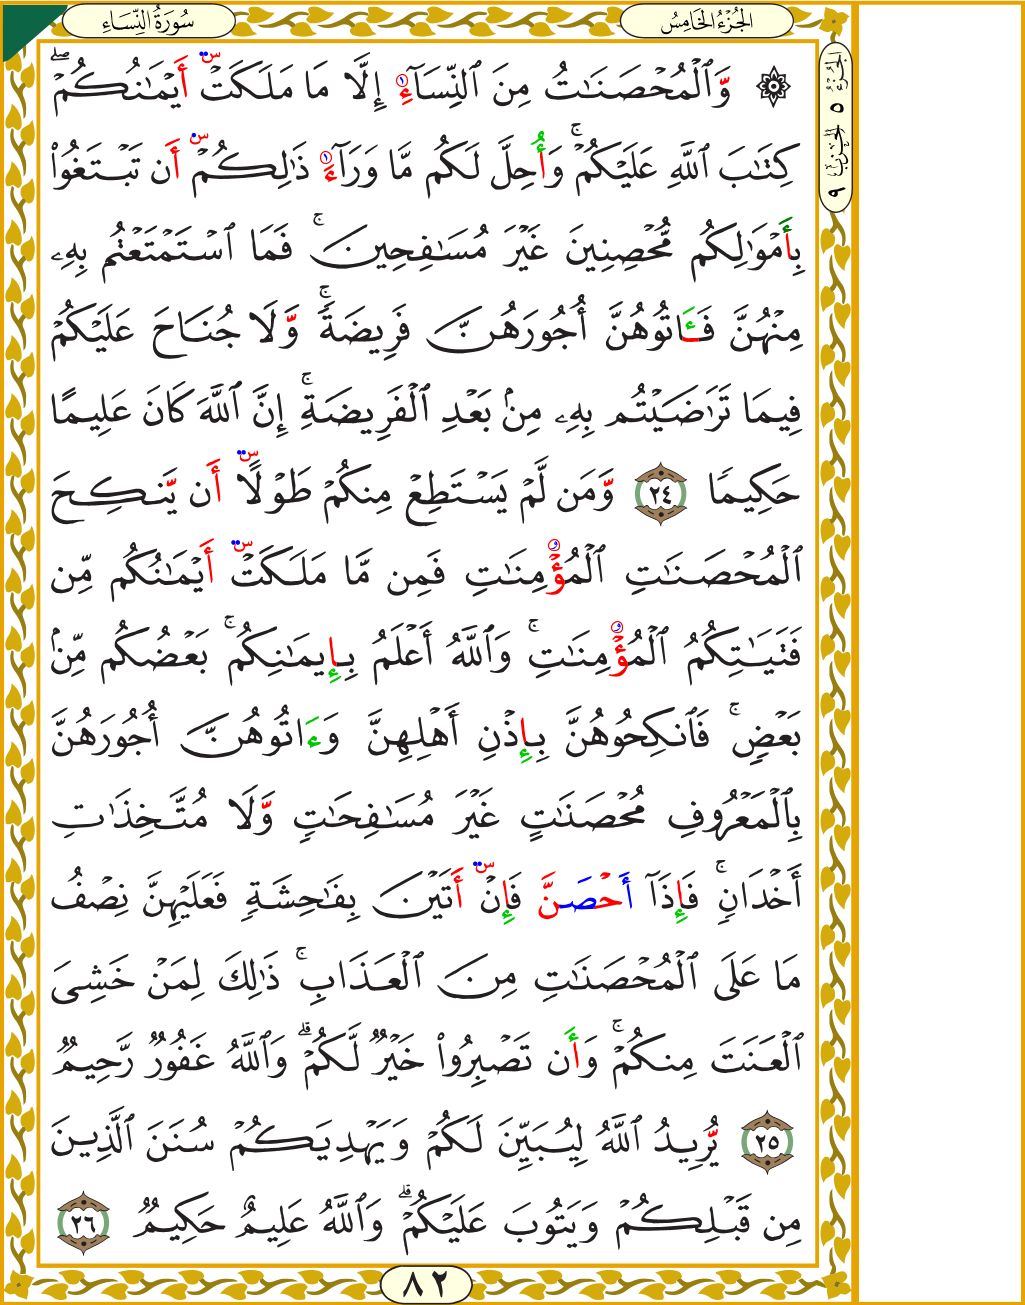 سُورَةُ النِّسَاءِ
الجُزْءُ الخَامِسُ
الجُزْءُ ٥ الحِزْبُ ٩
۞ وَّالْمُحْصَنَـٰتُ مِنَ ٱلنِّسَآءِ إِلَّا مَا مَلَكَتْ أَيْمَـٰنُكُمْ ۖ
كِتَـٰبَ ٱللَّهِ عَلَيْكُمْ ۚ وَأُحِلَّ لَكُم مَّا وَرَآءَ ذَٰلِكُمْ أَن تَبْتَغُوا۟
بِأَمْوَٰلِكُم مُّحْصِنِينَ غَيْرَ مُسَـٰفِحِينَ ۚ فَمَا ٱسْتَمْتَعْتُم بِهِۦ
مِنْهُنَّ فَـَٔاتُوهُنَّ أُجُورَهُنَّ فَرِيضَةً ۚ وَّلَا جُنَاحَ عَلَيْكُمْ
فِيمَا تَرَٰضَيْتُم بِهِۦ مِنۢ بَعْدِ ٱلْفَرِيضَةِ ۚ إِنَّ ٱللَّهَ كَانَ عَلِيمًا
حَكِيمًا ٢٤ وَّمَن لَّمْ يَسْتَطِعْ مِنكُمْ طَوْلًا أَن يَّنكِحَ
ٱلْمُحْصَنَـٰتِ ٱلْمُؤْمِنَـٰتِ فَمِن مَّا مَلَكَتْ أَيْمَـٰنُكُم مِّن
فَتَيَـٰتِكُمُ ٱلْمُؤْمِنَـٰتِ ۚ وَٱللَّهُ أَعْلَمُ بِإِيمَـٰنِكُم ۚ بَعْضُكُم مِّنۢ
بَعْضٍ ۚ فَٱنكِحُوهُنَّ بِإِذْنِ أَهْلِهِنَّ وَءَاتُوهُنَّ أُجُورَهُنَّ
بِٱلْمَعْرُوفِ مُحْصَنَـٰتٍ غَيْرَ مُسَـٰفِحَـٰتٍ وَّلَا مُتَّخِذَٰتِ
أَخْدَانٍ ۚ فَإِذَآ أَحْصَنَّ فَإِنْ أَتَيْنَ بِفَـٰحِشَةٍ فَعَلَيْهِنَّ نِصْفُ
مَا عَلَى ٱلْمُحْصَنَـٰتِ مِنَ ٱلْعَذَابِ ۚ ذَٰلِكَ لِمَنْ خَشِىَ
ٱلْعَنَتَ مِنكُمْ ۚ وَأَن تَصْبِرُوا۟ خَيْرٌ لَّكُمْ ۗ وَٱللَّهُ غَفُورٌ رَّحِيمٌ
٢٥ يُّرِيدُ ٱللَّهُ لِيُبَيِّنَ لَكُمْ وَيَهْدِيَكُمْ سُنَنَ ٱلَّذِينَ
مِن قَبْلِكُمْ وَيَتُوبَ عَلَيْكُمْ ۗ وَٱللَّهُ عَلِيمٌ حَكِيمٌ ٢٦
٨٢